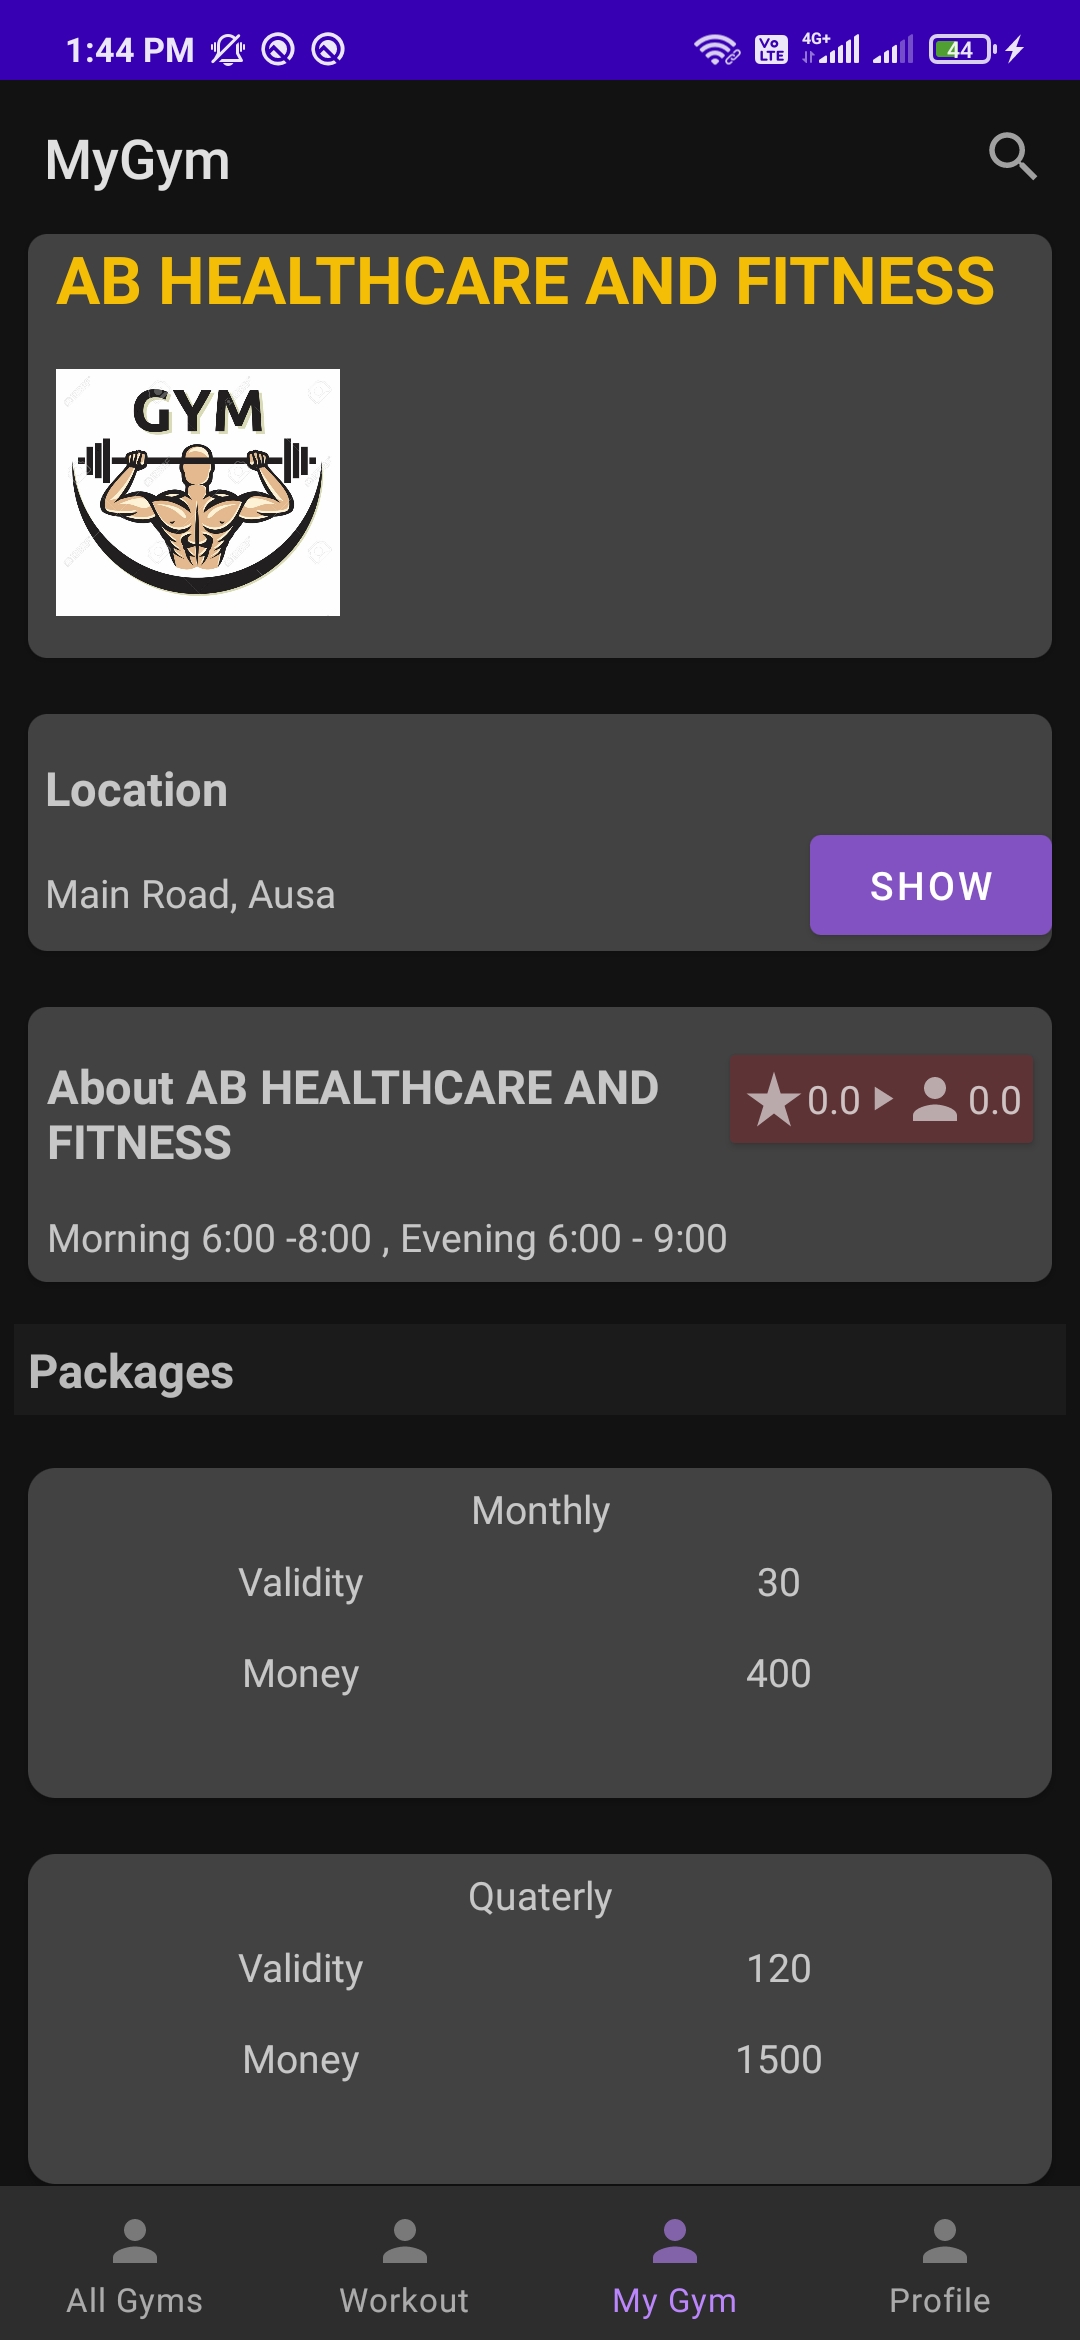 1:44 PM
Vo LTE
4G+
44
MyGym
AB HEALTHCARE AND FITNESS
GYM
Location
Main Road, Ausa
SHOW
About AB HEALTHCARE AND
FITNESS
0.0
0.0
Morning 6:00 -8:00 , Evening 6:00 - 9:00
Packages
Monthly
Validity 30
Money 400
Quaterly
Validity 120
Money 1500
All Gyms Workout My Gym Profile